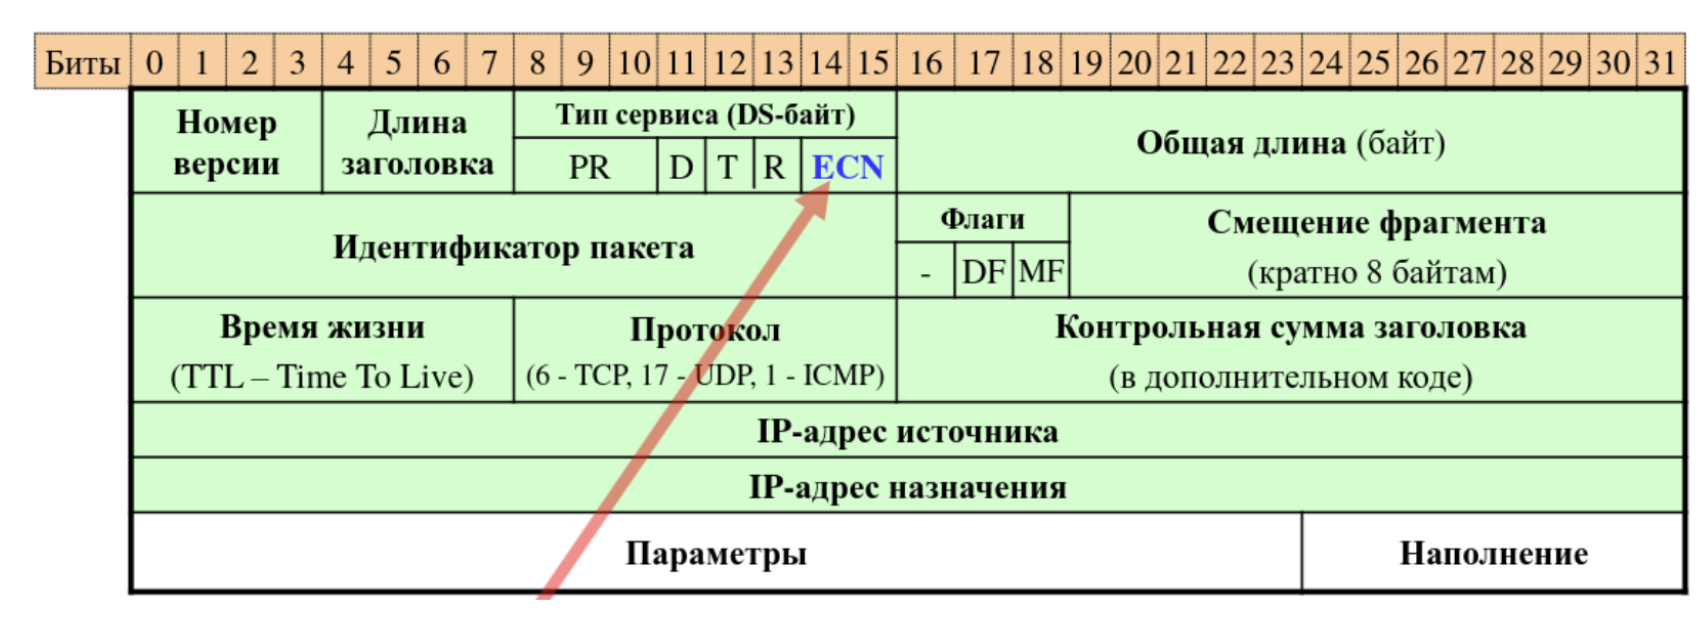 Биты 0 1 2 3 4 5 6 7 8 9 10 11 12 13 14 15 16 17 18 19 20 21 22 23 24 25 26 27 28 29 30 31
Номер версии
Длина заголовка
Тип сервиса (DS-байт)
PR D T R ECN
Общая длина (байт)
Идентификатор пакета
Флаги
- DF MF
Смещение фрагмента
(кратно 8 байтам)
Время жизни
(TTL – Time To Live)
Протокол
(6 - TCP, 17 - UDP, 1 - ICMP)
Контрольная сумма заголовка
(в дополнительном коде)
IP-адрес источника
IP-адрес назначения
Параметры
Наполнение